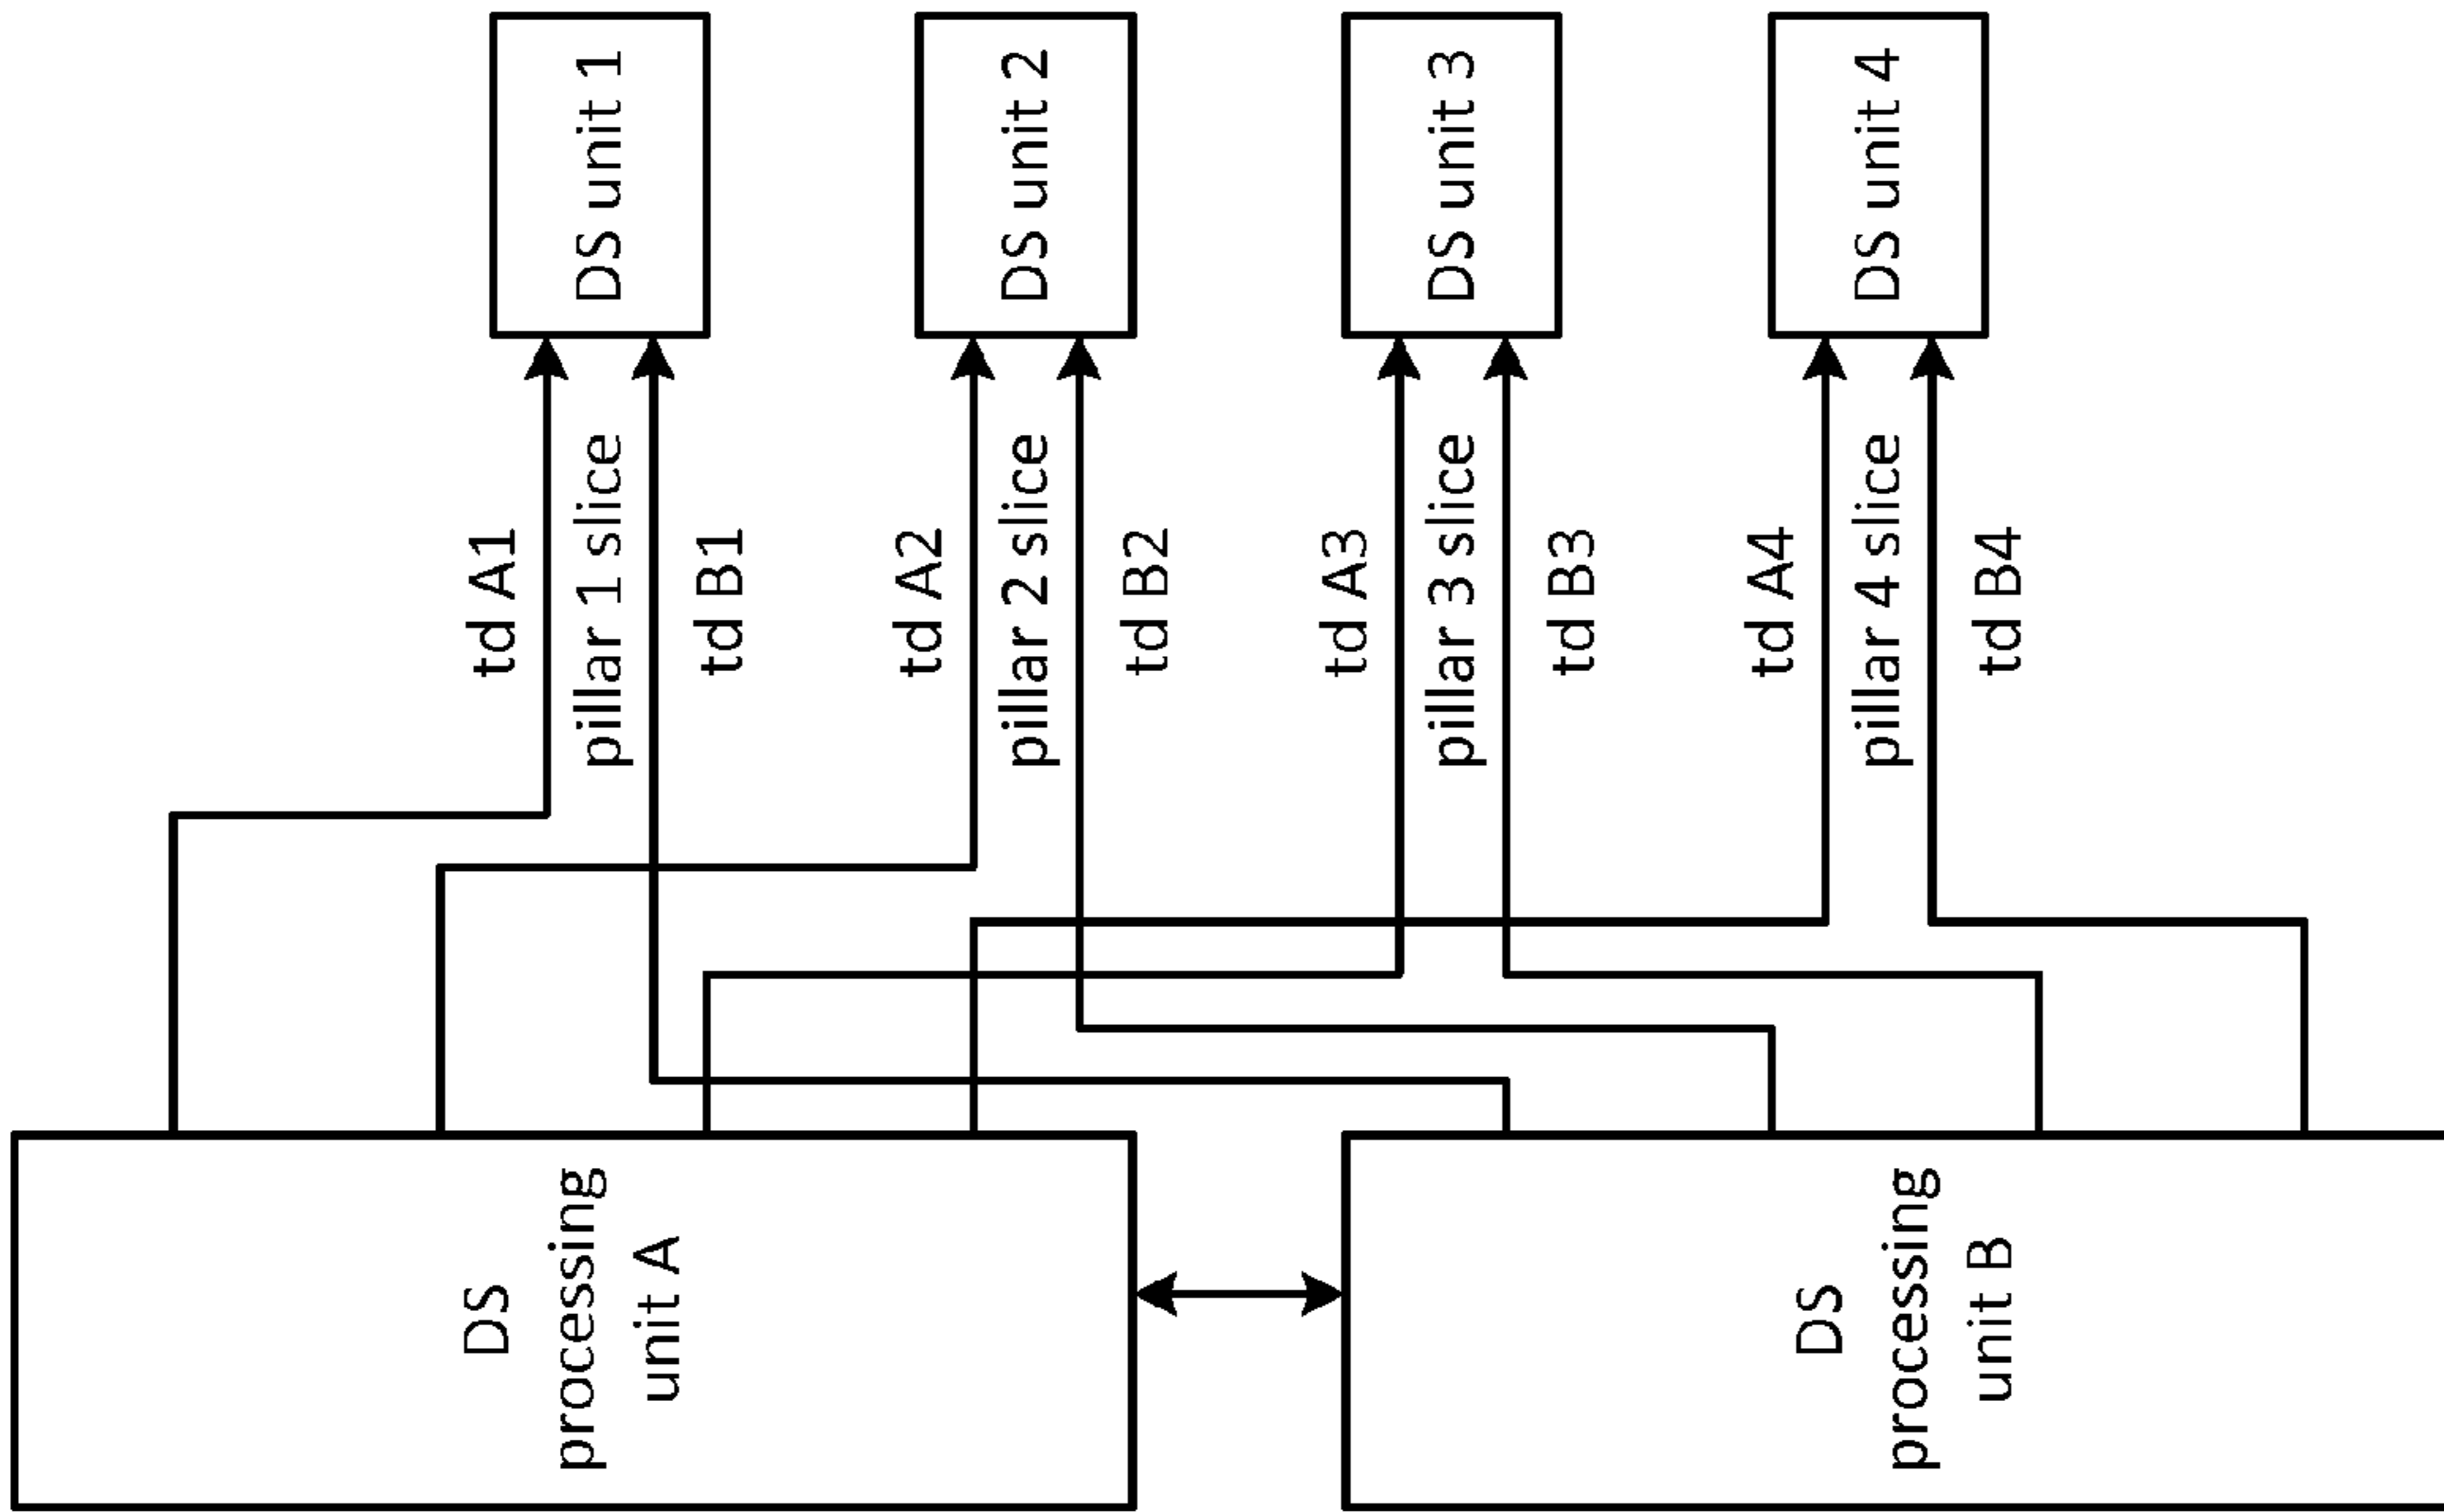 DS unit 1
DS unit 2
DS unit 3
DS unit 4
td A1
pillar 1 slice
td B1
td A2
pillar 2 slice
td B2
td A3
pillar 3 slice
td B3
td A4
pillar 4 slice
td B4
DS
processing
unit A
DS
processing
unit B